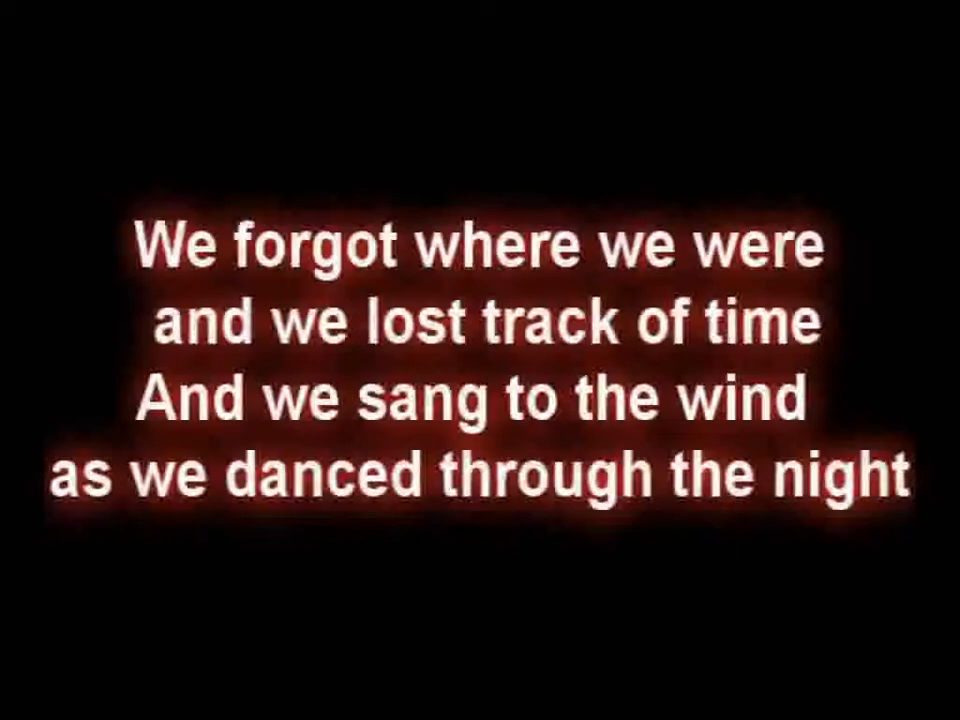 We forgot where we were
and we lost track of time
And we sang to the wind
as we danced through the night